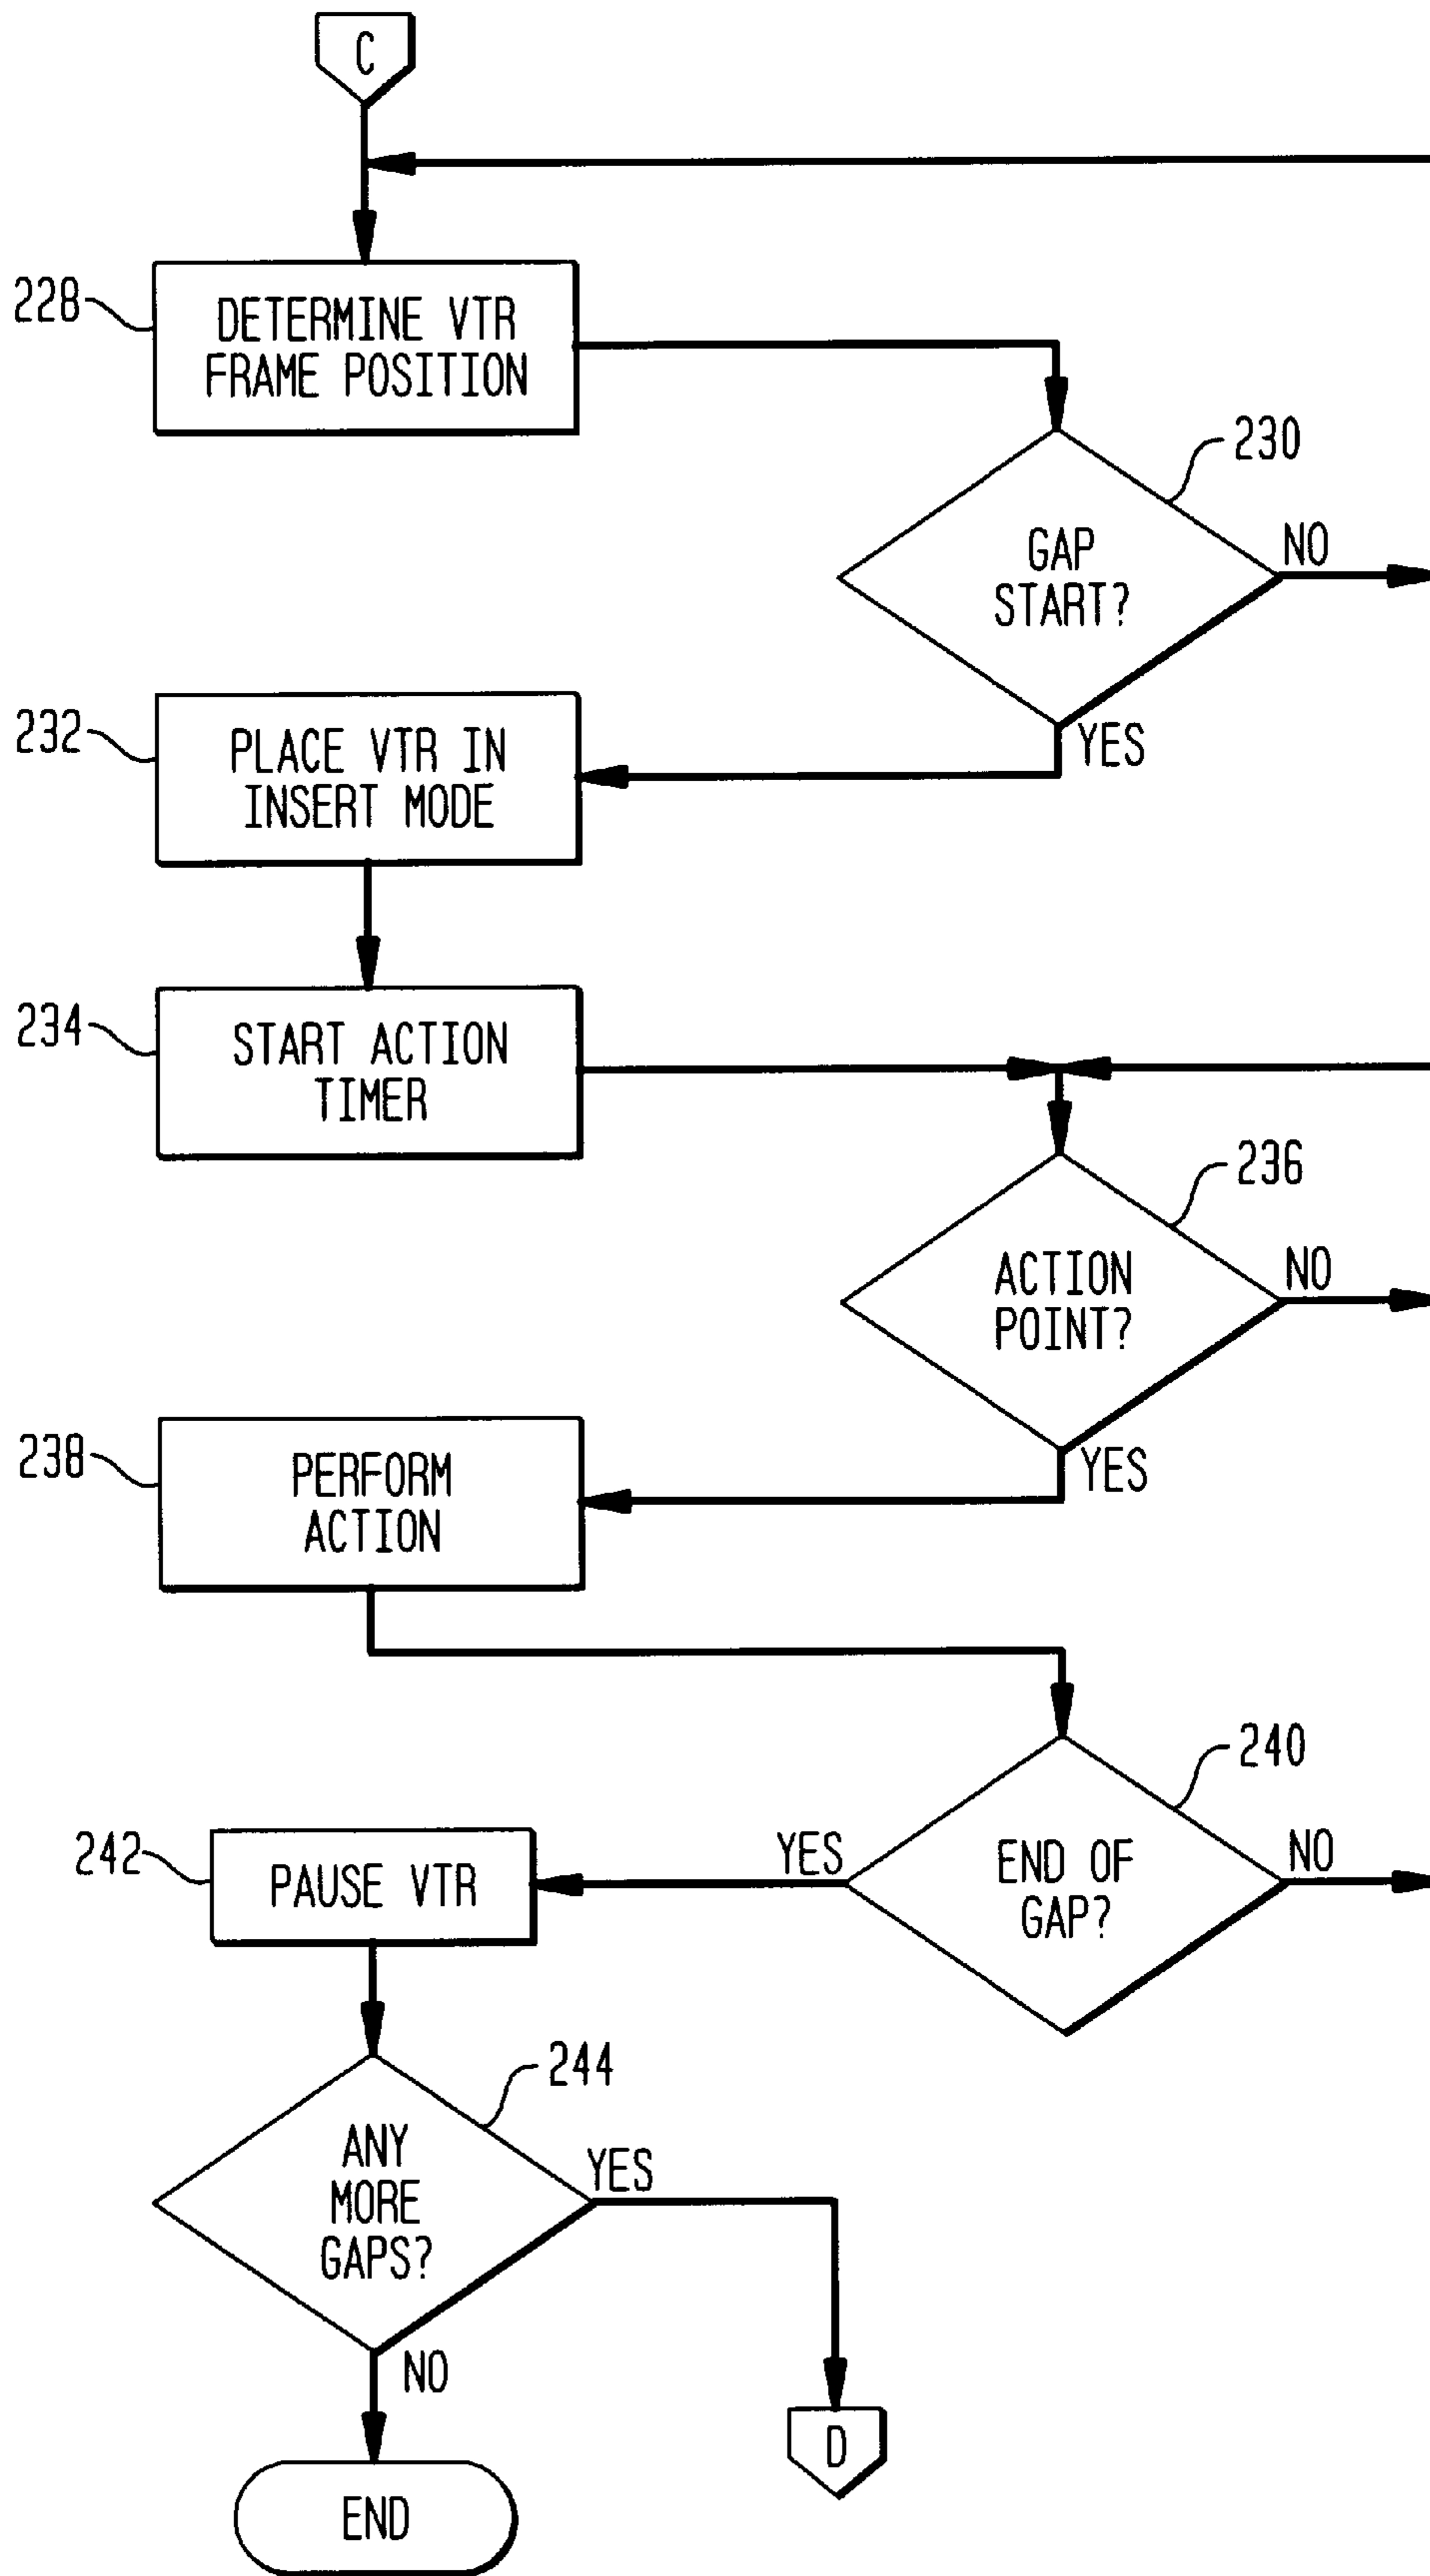 C
228
DETERMINE VTR
FRAME POSITION
230
GAP
START?
NO
YES
232
PLACE VTR IN
INSERT MODE
234
START ACTION
TIMER
236
ACTION
POINT?
NO
YES
238
PERFORM
ACTION
240
END OF
GAP?
NO
YES
242
PAUSE VTR
244
ANY
MORE
GAPS?
YES
NO
D
END